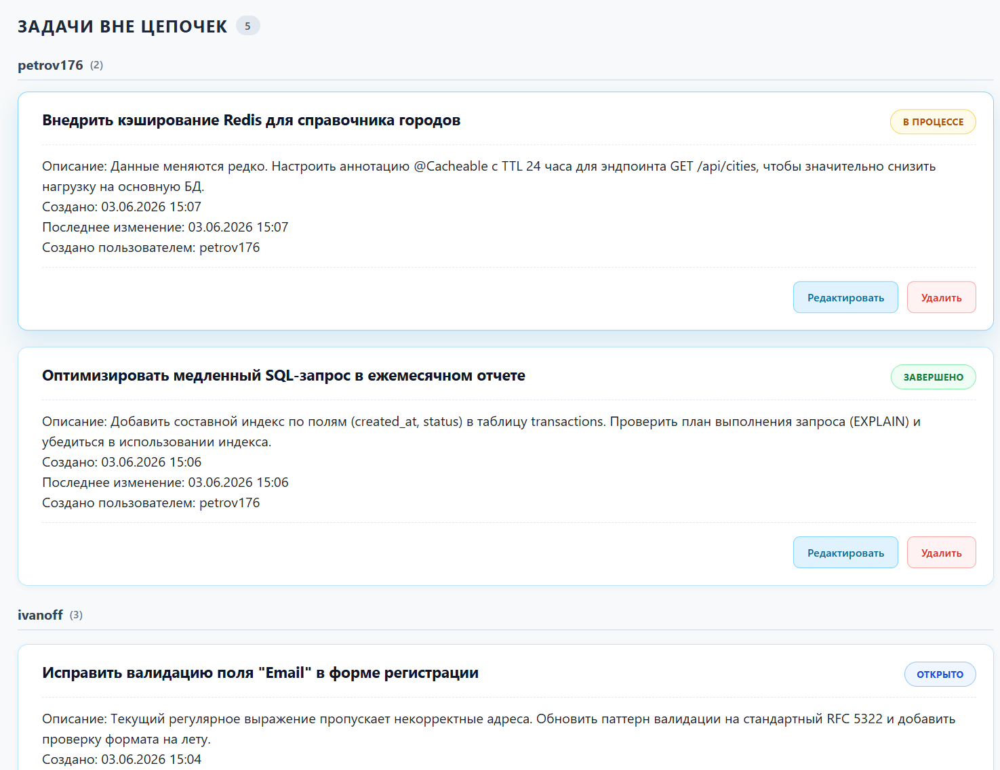 ЗАДАЧИ ВНЕ ЦЕПОЧЕК 5
petrov176 (2)
Внедрить кэширование Redis для справочника городов
В ПРОЦЕССЕ
Описание: Данные меняются редко. Настроить аннотацию @Cacheable с TTL 24 часа для эндпоинта GET /api/cities, чтобы значительно снизить
нагрузку на основную БД.
Создано: 03.06.2026 15:07
Последнее изменение: 03.06.2026 15:07
Создано пользователем: petrov176
Редактировать Удалить
Оптимизировать медленный SQL-запрос в ежемесячном отчете
ЗАВЕРШЕНО
Описание: Добавить составной индекс по полям (created_at, status) в таблицу transactions. Проверить план выполнения запроса (EXPLAIN) и
убедиться в использовании индекса.
Создано: 03.06.2026 15:06
Последнее изменение: 03.06.2026 15:06
Создано пользователем: petrov176
Редактировать Удалить
ivanoff (3)
Исправить валидацию поля "Email" в форме регистрации
ОТКРЫТО
Описание: Текущий регулярное выражение пропускает некорректные адреса. Обновить паттерн валидации на стандартный RFC 5322 и добавить
проверку формата на лету.
Создано: 03.06.2026 15:04